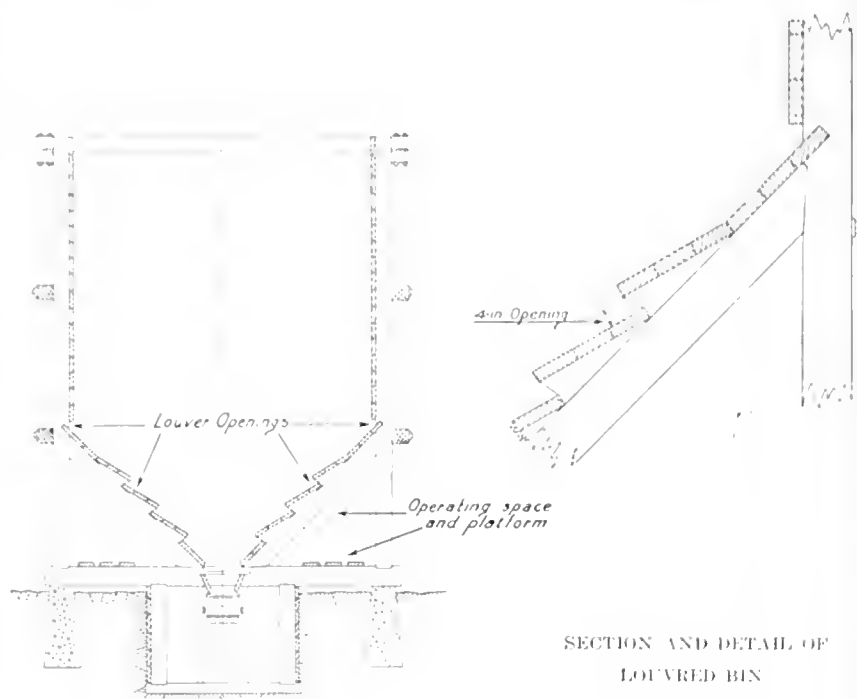 4-in Opening
Louver Openings
Operating space
and platform
SECTION AND DETAIL OF
LOUVRED BIN